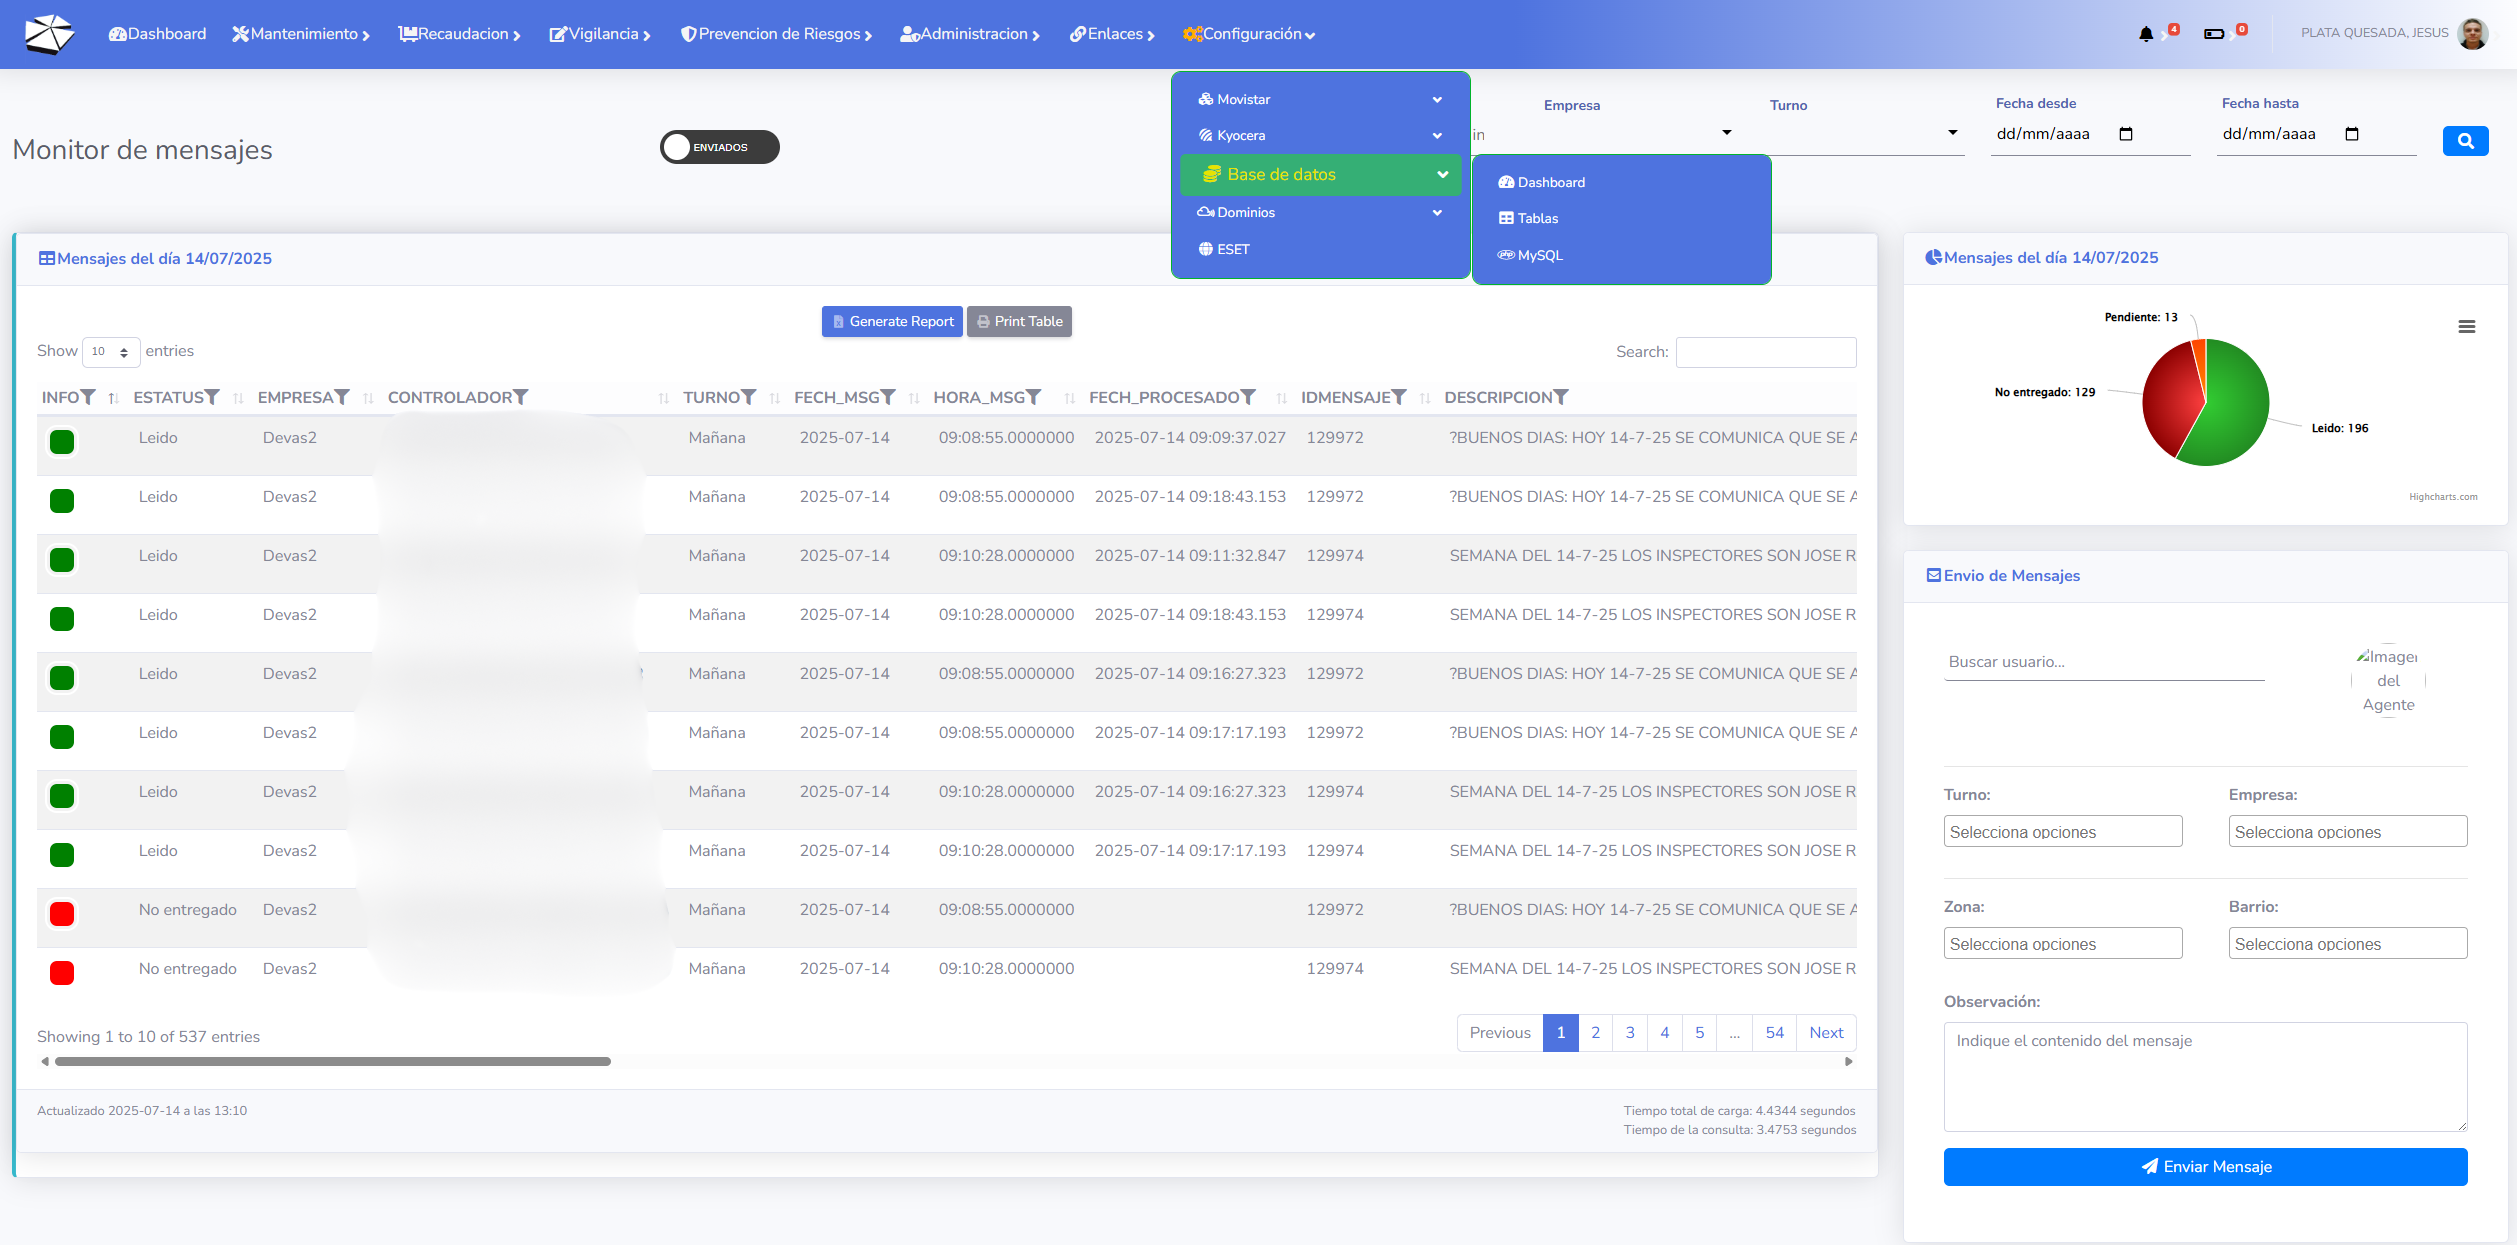 Dashboard Mantenimiento Recaudacion Vigilancia Prevencion de Riesgos Administracion Enlaces Configuración 4 0 PLATA QUESADA, JESUS
Movistar
Kyocera
Base de datos
Dominios
ESET
Dashboard
Tablas
MySQL
Empresa Turno Fecha desde Fecha hasta
in dd/mm/aaaa dd/mm/aaaa
Monitor de mensajes ENVIADOS
Mensajes del día 14/07/2025
Generate Report Print Table
Show 10 entries Search:
INFO ESTATUS EMPRESA CONTROLADOR TURNO FECH_MSG HORA_MSG FECH_PROCESADO IDMENSAJE DESCRIPCION
Leido Devas2 Mañana 2025-07-14 09:08:55.0000000 2025-07-14 09:09:37.027 129972 ?BUENOS DIAS: HOY 14-7-25 SE COMUNICA QUE SE A
Leido Devas2 Mañana 2025-07-14 09:08:55.0000000 2025-07-14 09:18:43.153 129972 ?BUENOS DIAS: HOY 14-7-25 SE COMUNICA QUE SE A
Leido Devas2 Mañana 2025-07-14 09:10:28.0000000 2025-07-14 09:11:32.847 129974 SEMANA DEL 14-7-25 LOS INSPECTORES SON JOSE R
Leido Devas2 Mañana 2025-07-14 09:10:28.0000000 2025-07-14 09:18:43.153 129974 SEMANA DEL 14-7-25 LOS INSPECTORES SON JOSE R
Leido Devas2 Mañana 2025-07-14 09:08:55.0000000 2025-07-14 09:16:27.323 129972 ?BUENOS DIAS: HOY 14-7-25 SE COMUNICA QUE SE A
Leido Devas2 Mañana 2025-07-14 09:08:55.0000000 2025-07-14 09:17:17.193 129972 ?BUENOS DIAS: HOY 14-7-25 SE COMUNICA QUE SE A
Leido Devas2 Mañana 2025-07-14 09:10:28.0000000 2025-07-14 09:16:27.323 129974 SEMANA DEL 14-7-25 LOS INSPECTORES SON JOSE R
Leido Devas2 Mañana 2025-07-14 09:10:28.0000000 2025-07-14 09:17:17.193 129974 SEMANA DEL 14-7-25 LOS INSPECTORES SON JOSE R
No entregado Devas2 Mañana 2025-07-14 09:08:55.0000000 129972 ?BUENOS DIAS: HOY 14-7-25 SE COMUNICA QUE SE A
No entregado Devas2 Mañana 2025-07-14 09:10:28.0000000 129974 SEMANA DEL 14-7-25 LOS INSPECTORES SON JOSE R
Showing 1 to 10 of 537 entries Previous 1 2 3 4 5 ... 54 Next
Actualizado 2025-07-14 a las 13:10
Tiempo total de carga: 4.4344 segundos
Tiempo de la consulta: 3.4753 segundos
Mensajes del día 14/07/2025
Pendiente: 13
No entregado: 129
Leido: 196
Highcharts.com
Envio de Mensajes
Buscar usuario...
Imagen
del
Agente
Turno: Empresa:
Selecciona opciones Selecciona opciones
Zona: Barrio:
Selecciona opciones Selecciona opciones
Observación:
Indique el contenido del mensaje
Enviar Mensaje